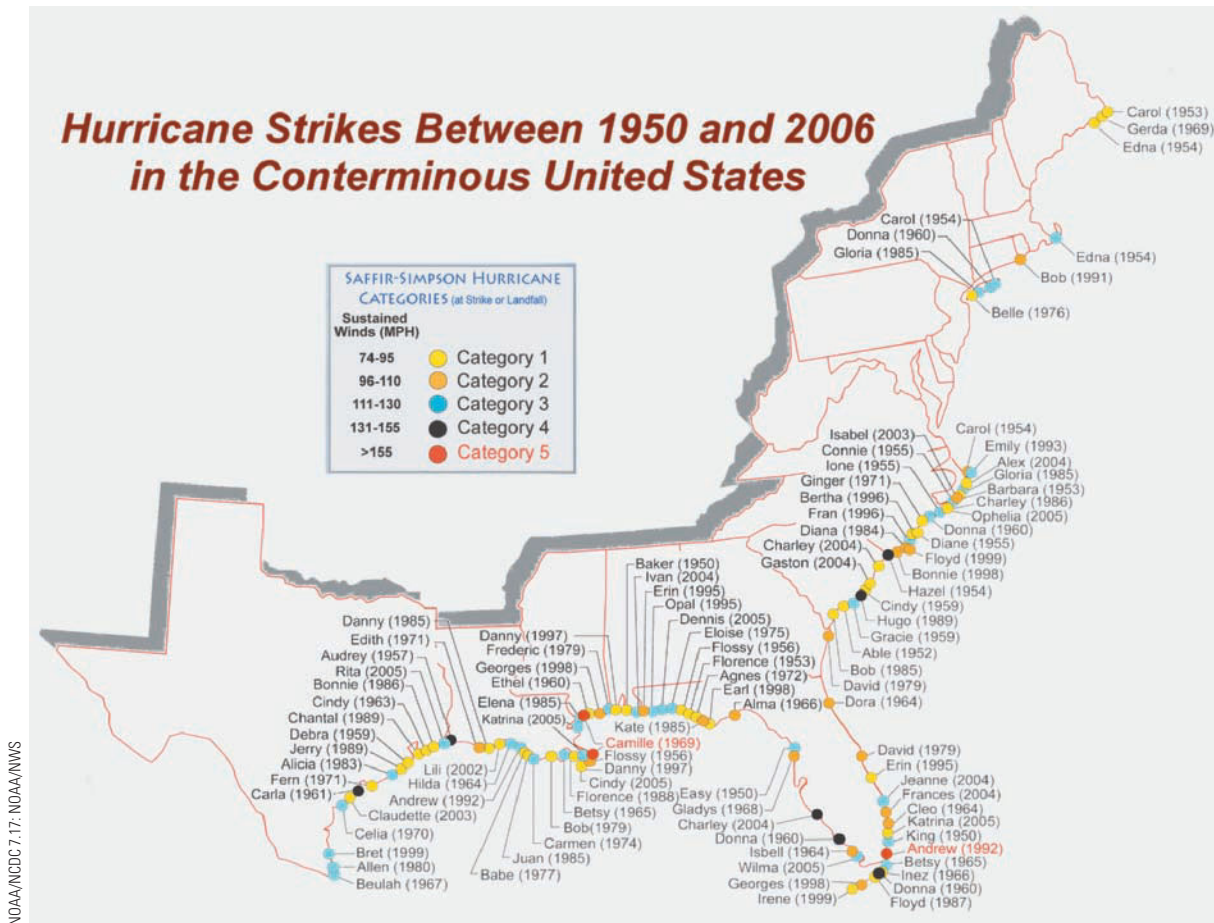 Hurricane Strikes Between 1950 and 2006
in the Conterminous United States
SAFFIR-SIMPSON HURRICANE
CATEGORIES (at Strike or Landfall)
Sustained
Winds (MPH)
74-95 Category 1
96-110 Category 2
111-130 Category 3
131-155 Category 4
>155 Category 5
Carol (1953)
Gerda (1969)
Edna (1954)
Carol (1954)
Donna (1960)
Gloria (1985)
Edna (1954)
Bob (1991)
Belle (1976)
Isabel (2003)
Connie (1955)
Ione (1955)
Ginger (1971)
Bertha (1996)
Fran (1996)
Diana (1984)
Charley (2004)
Gaston (2004)
Carol (1954)
Emily (1993)
Alex (2004)
Gloria (1985)
Barbara (1953)
Charley (1986)
Ophelia (2005)
Donna (1960)
Diane (1955)
Floyd (1999)
Bonnie (1998)
Hazel (1954)
Cindy (1959)
Hugo (1989)
Gracie (1959)
Able (1952)
Bob (1985)
David (1979)
Dora (1964)
Baker (1950)
Ivan (2004)
Erin (1995)
Opal (1995)
Dennis (2005)
Eloise (1975)
Flossy (1956)
Florence (1953)
Agnes (1972)
Earl (1998)
Alma (1966)
Kate (1985)
Danny (1997)
Frederic (1979)
Georges (1998)
Ethel (1960)
Elena (1985)
Katrina (2005)
Camille (1969)
Flossy (1956)
Danny (1997)
Cindy (2005)
Florence (1988)
Betsy (1965)
Bob(1979)
Carmen (1974)
Juan (1985)
Babe (1977)
Andrew (1992)
Hilda (1964)
Lili (2002)
Danny (1985)
Edith (1971)
Audrey (1957)
Rita (2005)
Bonnie (1986)
Cindy (1963)
Chantal (1989)
Debra (1959)
Jerry (1989)
Alicia (1983)
Fern (1971)
Carla (1961)
Claudette (2003)
Celia (1970)
Bret (1999)
Allen (1980)
Beulah (1967)
Easy (1950)
Gladys (1968)
Charley (2004)
Donna (1960)
Isbell (1964)
Wilma (2005)
Georges (1998)
Irene (1999)
David (1979)
Erin (1995)
Jeanne (2004)
Frances (2004)
Cleo (1964)
Katrina (2005)
King (1950)
Andrew (1992)
Betsy (1965)
Inez (1966)
Donna (1960)
Floyd (1987)
NOAA/NCDC 7.17: NOAA/NWS